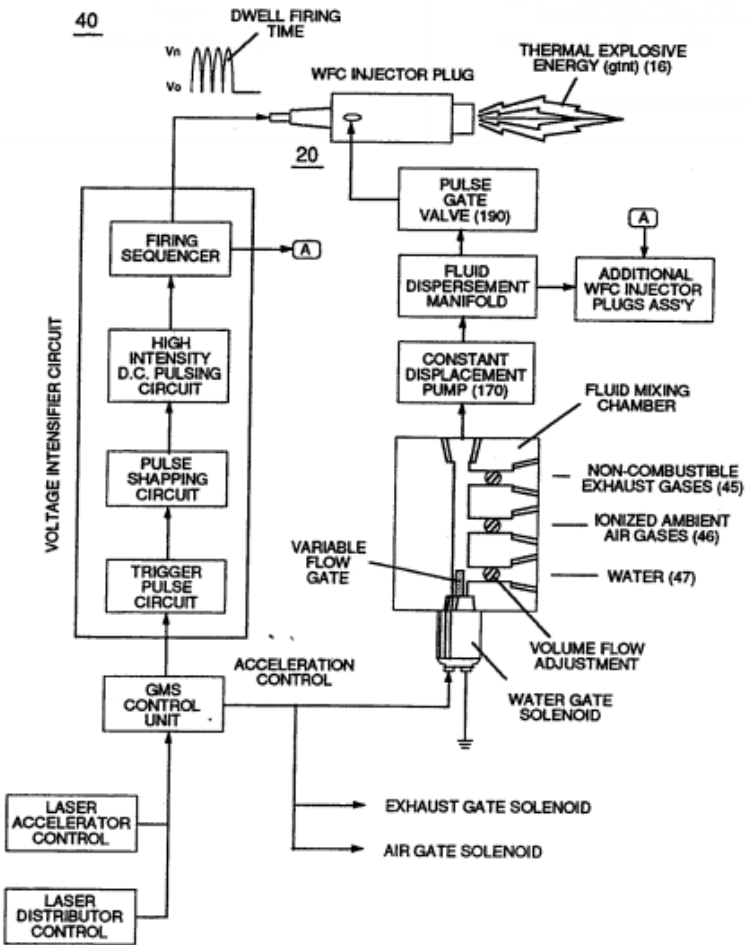 40
DWELL FIRING
TIME
Vn
Vo
WFC INJECTOR PLUG
THERMAL EXPLOSIVE
ENERGY (gtnt) (16)
20
PULSE
GATE
VALVE (190)
FIRING
SEQUENCER
A
A
FLUID
DISPERSEMENT
MANIFOLD
ADDITIONAL
WFC INJECTOR
PLUGS ASS'Y
VOLTAGE INTENSIFIER CIRCUIT
HIGH
INTENSITY
D.C. PULSING
CIRCUIT
CONSTANT
DISPLACEMENT
PUMP (170)
FLUID MIXING
CHAMBER
PULSE
SHAPPING
CIRCUIT
NON-COMBUSTIBLE
EXHAUST GASES (45)
IONIZED AMBIENT
AIR GASES (46)
VARIABLE
FLOW
GATE
WATER (47)
TRIGGER
PULSE
CIRCUIT
VOLUME FLOW
ADJUSTMENT
ACCELERATION
CONTROL
WATER GATE
SOLENOID
GMS
CONTROL
UNIT
LASER
ACCELERATOR
CONTROL
EXHAUST GATE SOLENOID
AIR GATE SOLENOID
LASER
DISTRIBUTOR
CONTROL